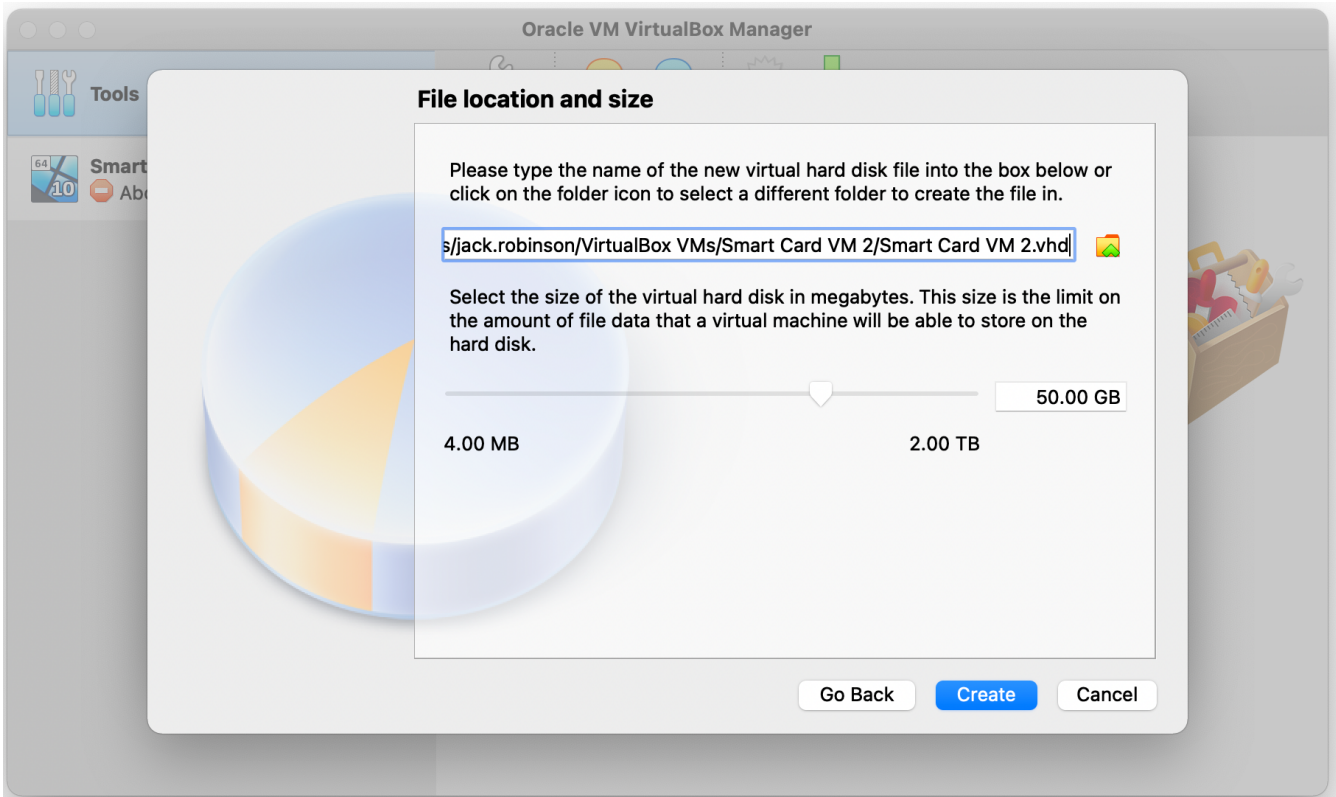 Oracle VM VirtualBox Manager
Tools
File location and size
64
10
Smart
Please type the name of the new virtual hard disk file into the box below or
click on the folder icon to select a different folder to create the file in.
s/jack.robinson/VirtualBox VMs/Smart Card VM 2/Smart Card VM 2.vhd
Select the size of the virtual hard disk in megabytes. This size is the limit on
the amount of file data that a virtual machine will be able to store on the
hard disk.
50.00 GB
4.00 MB 2.00 TB
Go Back Create Cancel